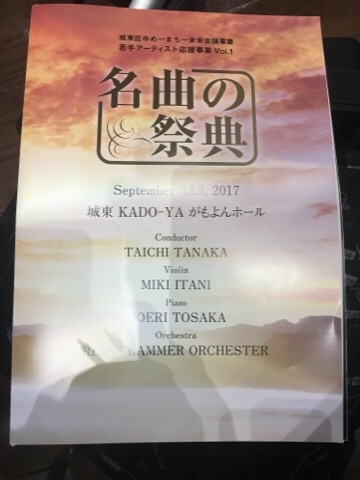 城東区ゆめ〜まち〜未来会議事業
若手アーティスト応援事業 Vol.1
名曲の
祭典
September 2017
城東 KADO-YA がもよんホール
Conductor
TAICHI TANAKA
Violin
MIKI ITANI
Piano
OERI TOSAKA
Orchestra
KAMMER ORCHESTER